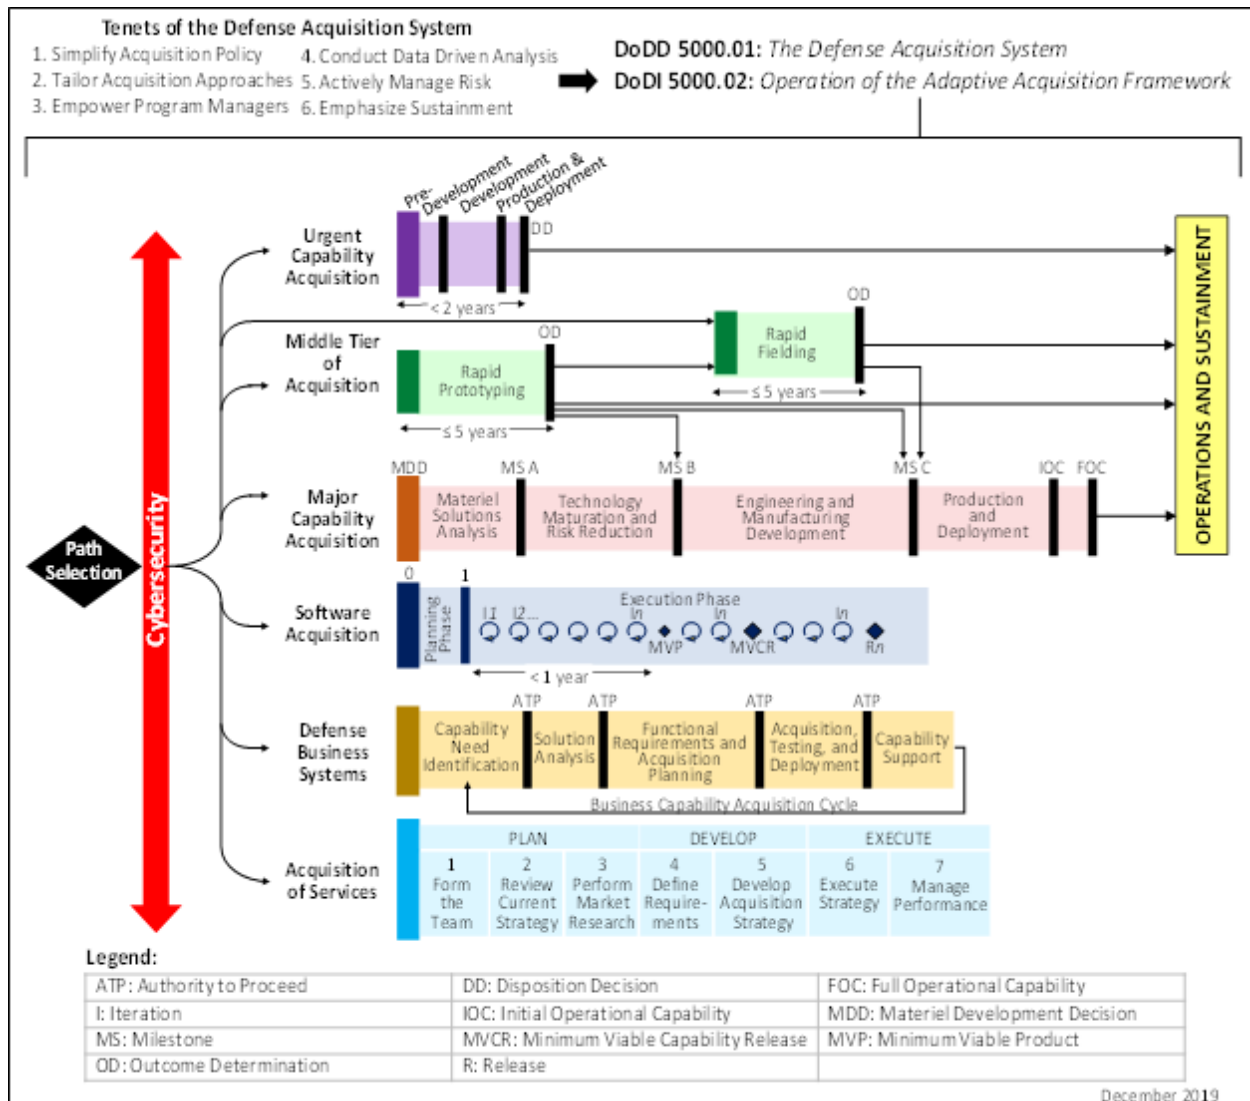 Tenets of the Defense Acquisition System
1. Simplify Acquisition Policy
2. Tailor Acquisition Approaches
3. Empower Program Managers
4. Conduct Data Driven Analysis
5. Actively Manage Risk
6. Emphasize Sustainment
DoDD 5000.01: The Defense Acquisition System
DoDI 5000.02: Operation of the Adaptive Acquisition Framework
Path
Selection
Cybersecurity
Urgent
Capability
Acquisition
Pre-
Development
Development
Production &
Deployment
DD
< 2 years
Middle Tier
of
Acquisition
Rapid
Prototyping
OD
≤ 5 years
Rapid
Fielding
OD
≤ 5 years
Major
Capability
Acquisition
MDD
MS A
MS B
MS C
IOC
FOC
Materiel
Solutions
Analysis
Technology
Maturation and
Risk Reduction
Engineering and
Manufacturing
Development
Production
and
Deployment
OPERATIONS AND SUSTAINMENT
Software
Acquisition
0
1
Planning
Phase
Execution Phase
I1
I2...
In
In
In
MVP
MVCR
Rn
< 1 year
Defense
Business
Systems
ATP
ATP
ATP
ATP
Capability
Need
Identification
Solution
Analysis
Functional
Requirements and
Acquisition
Planning
Acquisition,
Testing, and
Deployment
Capability
Support
Business Capability Acquisition Cycle
Acquisition
of Services
PLAN
DEVELOP
EXECUTE
1
Form
the
Team
2
Review
Current
Strategy
3
Perform
Market
Research
4
Define
Require-
ments
5
Develop
Acquisition
Strategy
6
Execute
Strategy
7
Manage
Performance
Legend:
ATP: Authority to Proceed
DD: Disposition Decision
FOC: Full Operational Capability
I: Iteration
IOC: Initial Operational Capability
MDD: Materiel Development Decision
MS: Milestone
MVCR: Minimum Viable Capability Release
MVP: Minimum Viable Product
OD: Outcome Determination
R: Release
December 2019